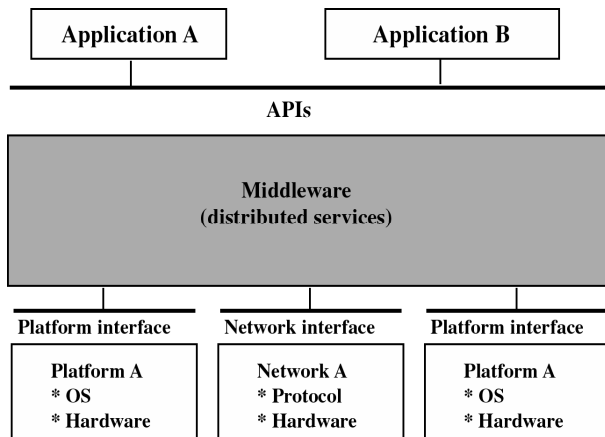 Application A
Application B
APIs
Middleware
(distributed services)
Platform interface
Network interface
Platform interface
Platform A
* OS
* Hardware
Network A
* Protocol
* Hardware
Platform A
* OS
* Hardware